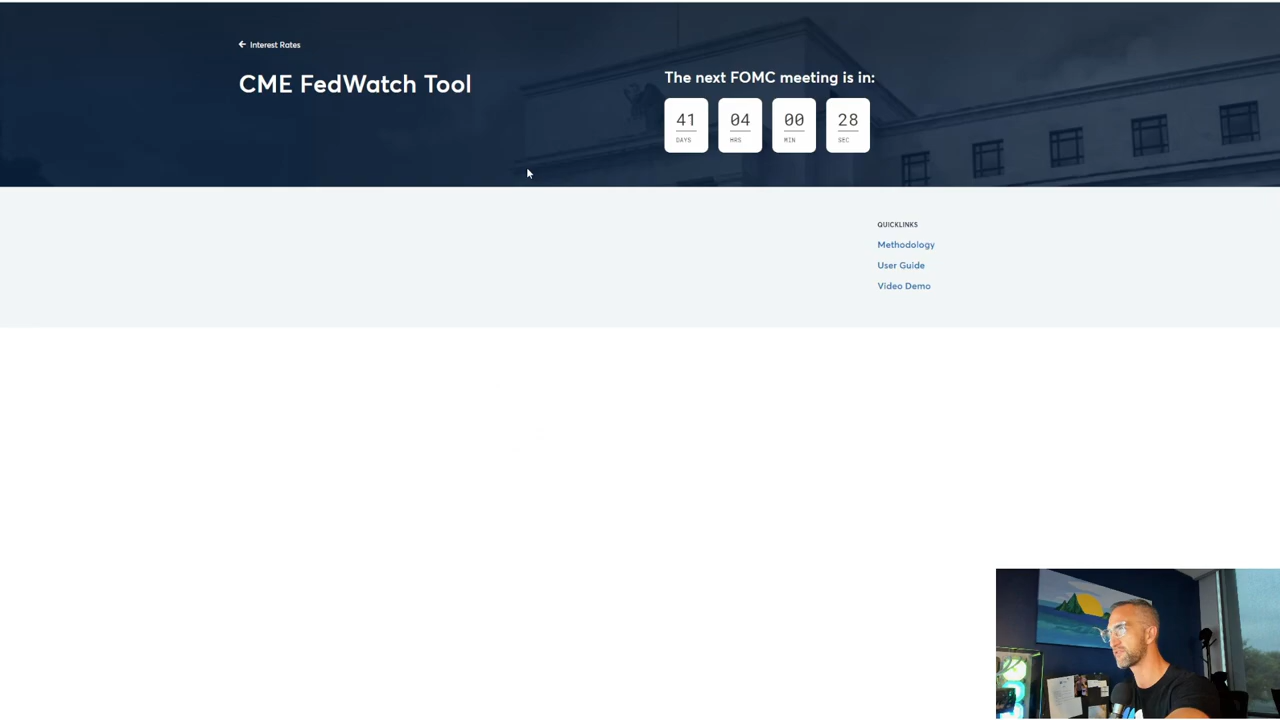 Interest Rates
CME FedWatch Tool
The next FOMC meeting is in:
41 04 00 28
DAYS HRS MIN SEC
QUICKLINKS
Methodology
User Guide
Video Demo